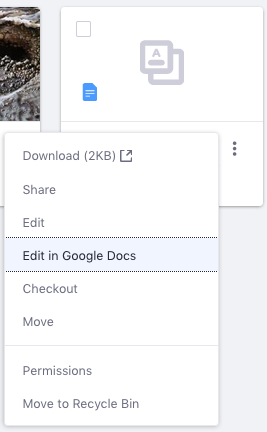 A
Download (2KB)
Share
Edit
Edit in Google Docs
Checkout
Move
Permissions
Move to Recycle Bin